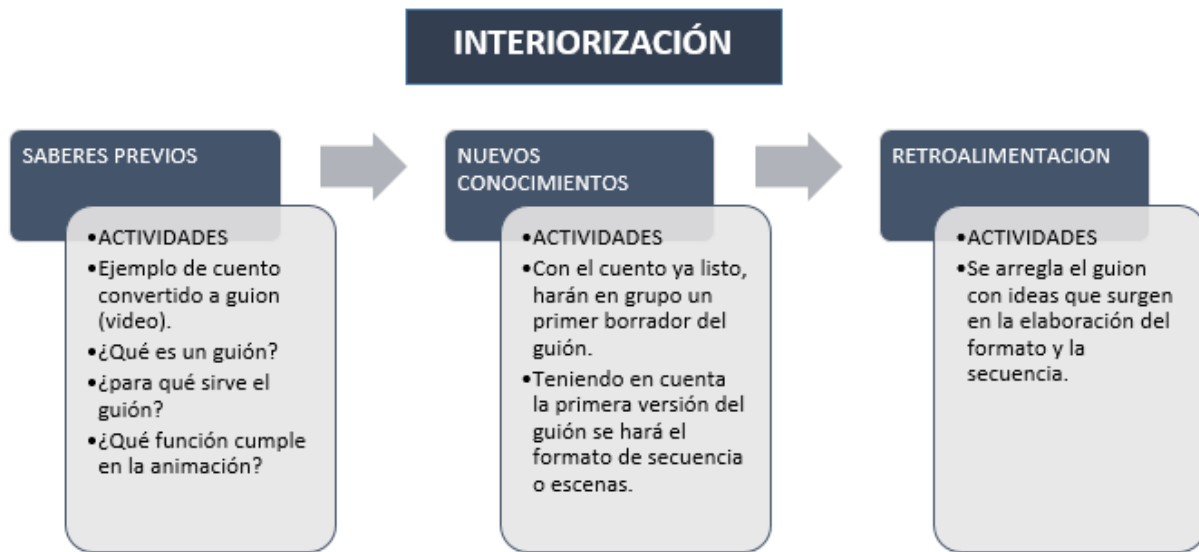 INTERIORIZACIÓN
SABERES PREVIOS
•ACTIVIDADES
•Ejemplo de cuento
convertido a guion
(video).
•¿Qué es un guión?
•¿para qué sirve el
guión?
•¿Qué función cumple
en la animación?
NUEVOS
CONOCIMIENTOS
•ACTIVIDADES
•Con el cuento ya listo,
harán en grupo un
primer borrador del
guión.
•Teniendo en cuenta
la primera versión del
guión se hará el
formato de secuencia
o escenas.
RETROALIMENTACION
•ACTIVIDADES
•Se arregla el guion
con ideas que surgen
en la elaboración del
formato y la
secuencia.